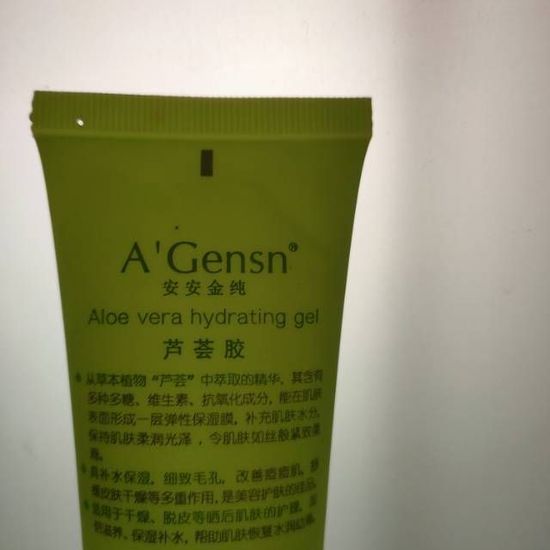 A'Gensn®
安安金纯
Aloe vera hydrating gel
芦荟胶
从草本植物“芦荟”中萃取的精华，其含有
多种多糖、维生素、抗氧化成分，能在肌肤
表面形成一层弹性保湿膜，补充肌肤水分，
保持肌肤柔润光泽，令肌肤如丝般紧致柔
具补水保湿，细致毛孔，改善痘痘肌，
皮肤干燥等多重作用，是美容护肤的佳品
适用于干燥、脱皮等晒后肌肤的护理，
滋养、保湿补水，帮助肌肤恢复水润